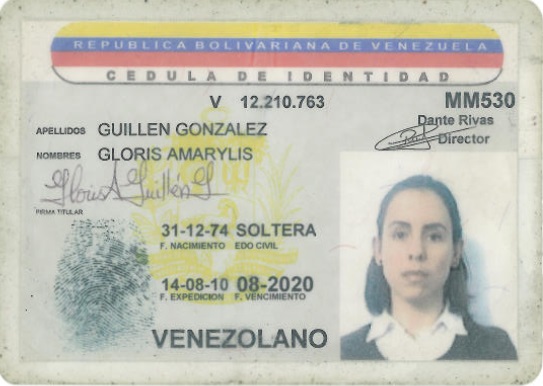 REPUBLICA BOLIVARIANA DE VENEZUELA
CEDULA DE IDENTIDAD
V 12.210.763 MM530
Dante Rivas
Director
APELLIDOS GUILLEN GONZALEZ
NOMBRES GLORIS AMARYLIS
Gloris A Guillén G
FIRMA TITULAR
31-12-74 SOLTERA
F. NACIMIENTO EDO CIVIL
14-08-10 08-2020
F. EXPEDICION F. VENCIMIENTO
VENEZOLANO